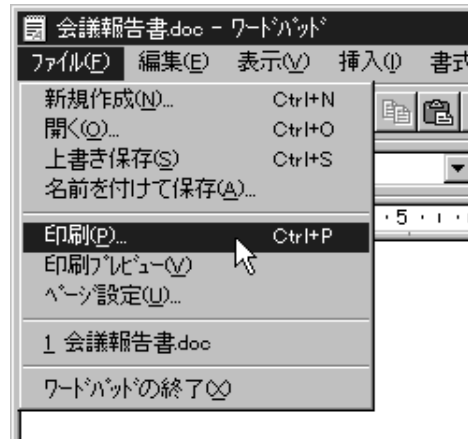 会議報告書.doc - ﾜｰﾄﾞﾊﾟｯﾄﾞ
ﾌｧｲﾙ(F) 編集(E) 表示(V) 挿入(I) 書式
新規作成(N)... Ctrl+N
開く(O)... Ctrl+O
上書き保存(S) Ctrl+S
名前を付けて保存(A)...
印刷(P)... Ctrl+P
印刷ﾌﾟﾚﾋﾞｭｰ(V)
ﾍﾟｰｼﾞ設定(U)...
1 会議報告書.doc
ﾜｰﾄﾞﾊﾟｯﾄﾞの終了(X)
5